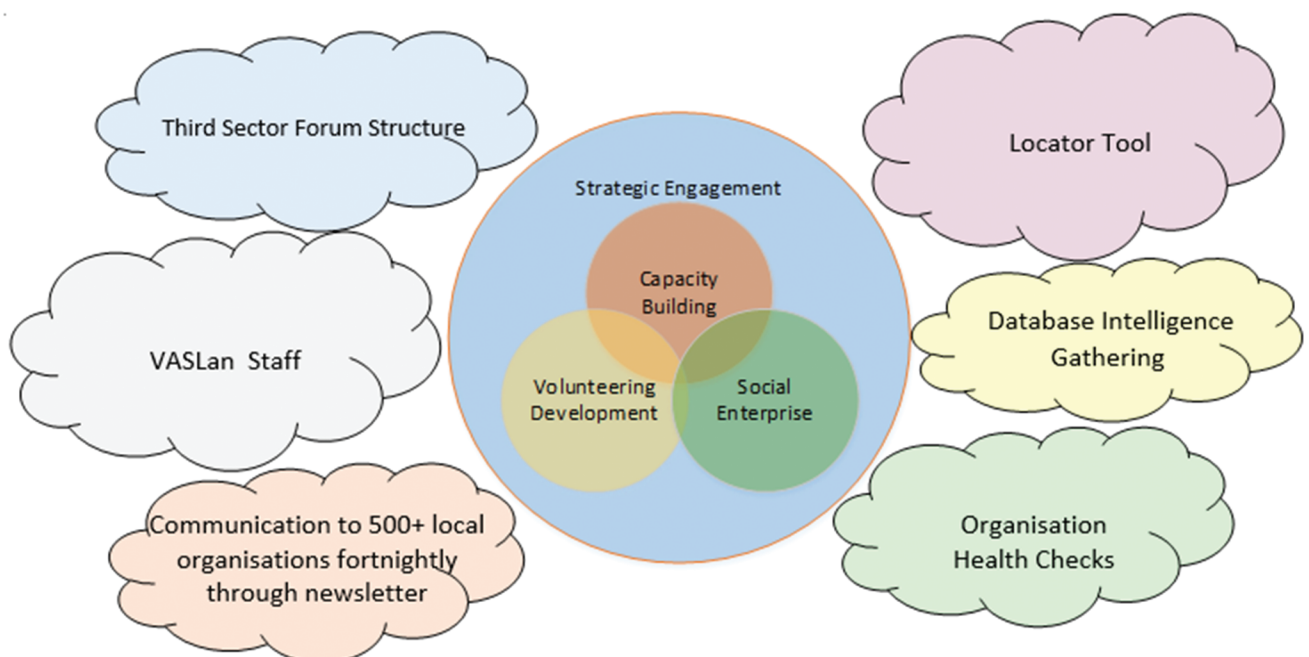 Third Sector Forum Structure
VASLan Staff
Communication to 500+ local
organisations fortnightly
through newsletter
Strategic Engagement
Capacity
Building
Volunteering
Development
Social
Enterprise
Locator Tool
Database Intelligence
Gathering
Organisation
Health Checks